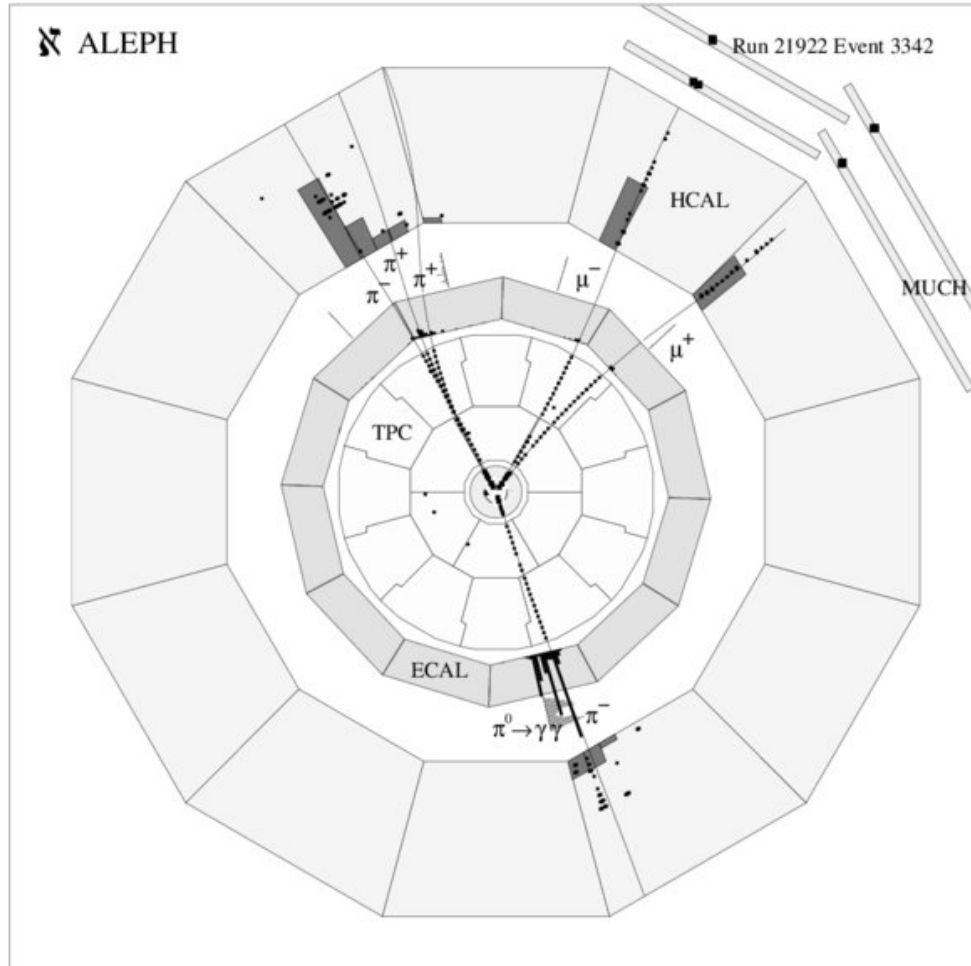 ℵ ALEPH
Run 21922 Event 3342
HCAL
π⁺
π⁺
π⁻
μ⁻
MUCH
μ⁺
TPC
ECAL
π⁰→γγ
π⁻